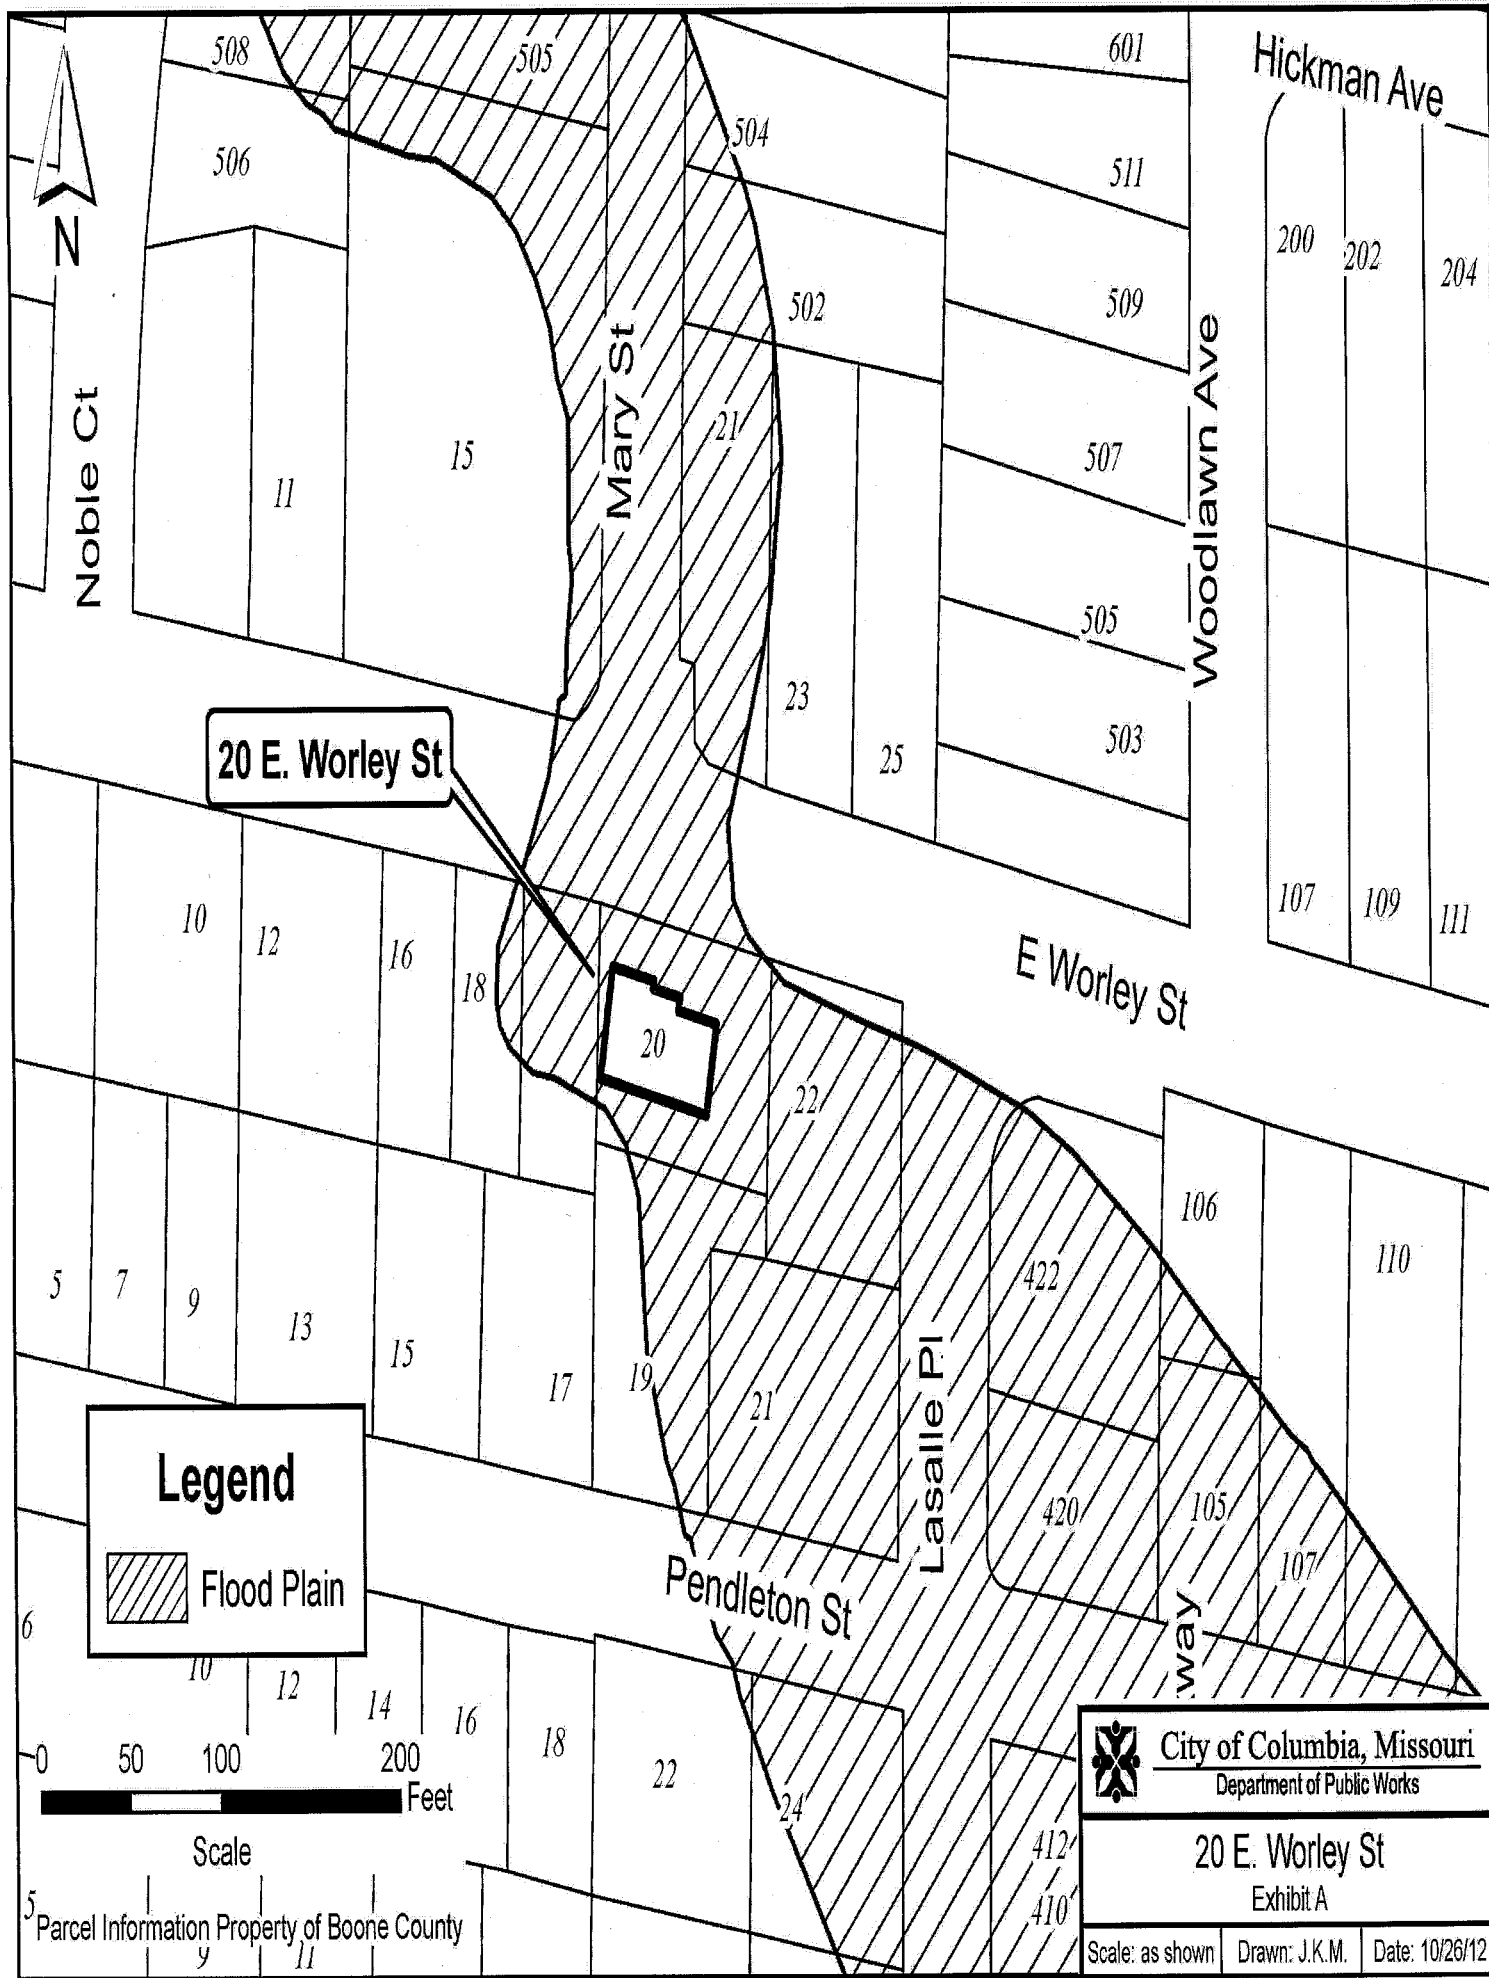 508
505
601
Hickman Ave
504
506
511
N
200
202
204
502
509
Mary St
Woodlawn Ave
Noble Ct
21
507
15
11
505
23
503
25
20 E. Worley St
107
109
111
10
12
16
18
E Worley St
20
22
106
110
422
5
7
9
13
15
17
19
21
Lasalle Pl
420
105
107
Legend
Flood Plain
Pendleton St
way
6
10
12
14
16
18
22
24
412
410
0 50 100 200
Feet
Scale
5
Parcel Information Property of Boone County
9
11
City of Columbia, Missouri
Department of Public Works
20 E. Worley St
Exhibit A
Scale: as shown
Drawn: J.K.M.
Date: 10/26/12